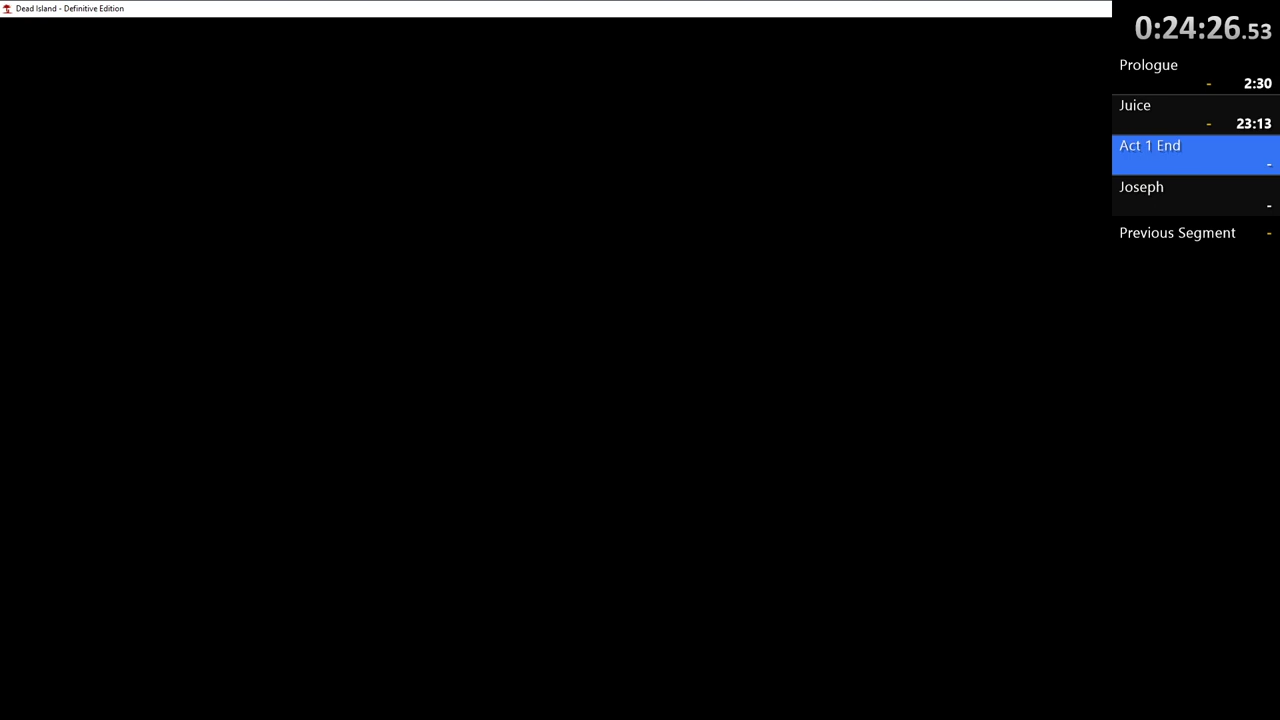 Dead Island - Definitive Edition
0:24:26.53
Prologue
- 2:30
Juice
- 23:13
Act 1 End
-
Joseph
-
Previous Segment -